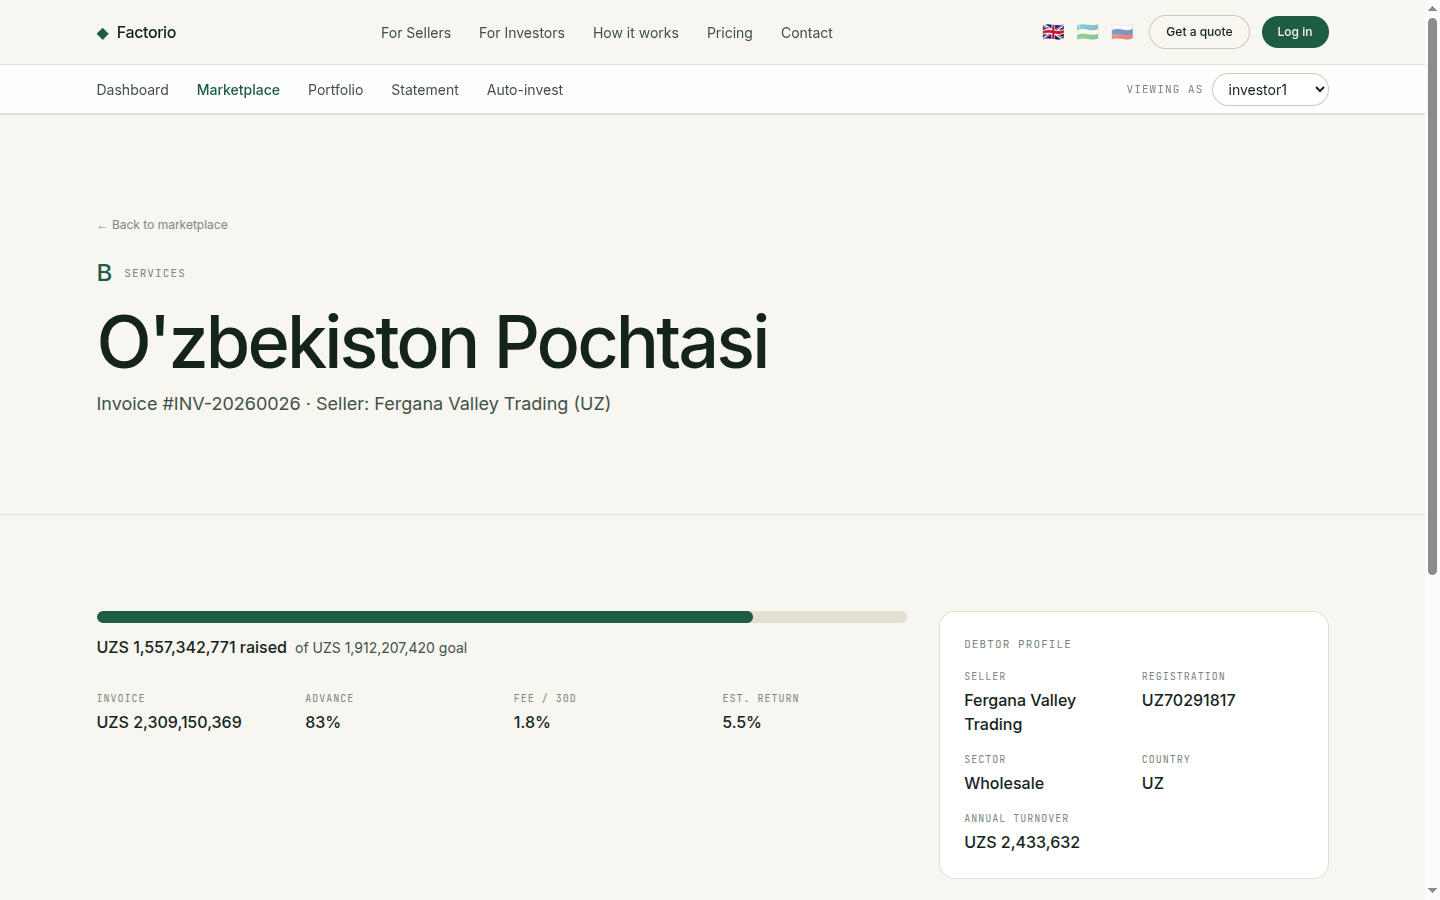 Factorio
For Sellers
For Investors
How it works
Pricing
Contact
Get a quote
Log in
Dashboard
Marketplace
Portfolio
Statement
Auto-invest
VIEWING AS
investor1
← Back to marketplace
B SERVICES
O'zbekiston Pochtasi
Invoice #INV-20260026 · Seller: Fergana Valley Trading (UZ)
UZS 1,557,342,771 raised of UZS 1,912,207,420 goal
INVOICE
UZS 2,309,150,369
ADVANCE
83%
FEE / 30D
1.8%
EST. RETURN
5.5%
DEBTOR PROFILE
SELLER
Fergana Valley
Trading
REGISTRATION
UZ70291817
SECTOR
Wholesale
COUNTRY
UZ
ANNUAL TURNOVER
UZS 2,433,632